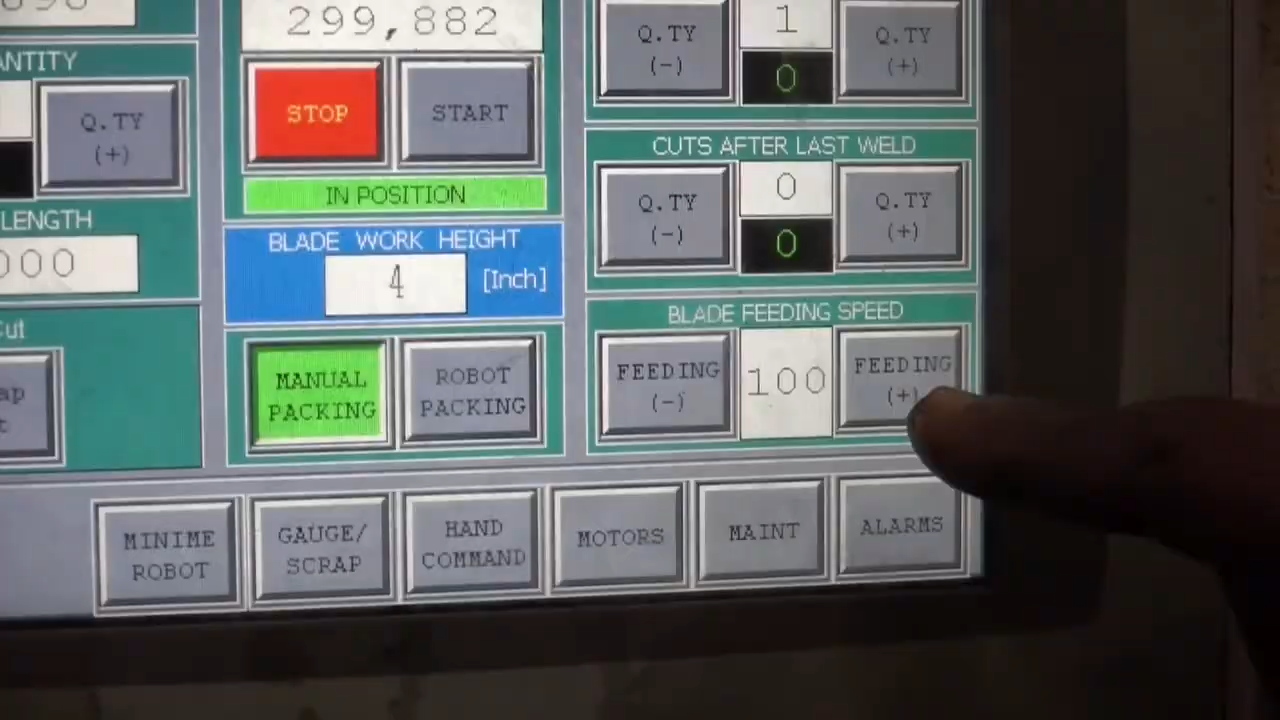 299,882
1
Q.TY
(-)
0
Q.TY
(+)
Q.TY
(+)
STOP
START
IN POSITION
CUTS AFTER LAST WELD
Q.TY
(-)
0
0
Q.TY
(+)
LENGTH
000
BLADE WORK HEIGHT
4
[Inch]
BLADE FEEDING SPEED
FEEDING
(-)
100
FEEDING
(+)
MANUAL
PACKING
ROBOT
PACKING
MINIME
ROBOT
GAUGE/
SCRAP
HAND
COMMAND
MOTORS
MAINT
ALARMS